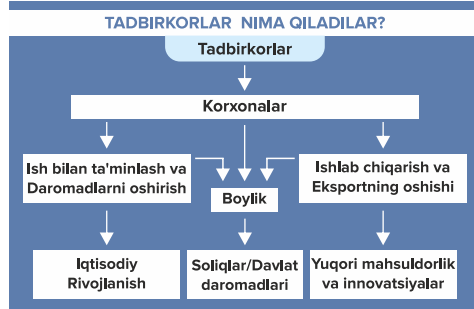 TADBIRKORLAR NIMA QILADILAR?
Tadbirkorlar
Korxonalar
Ish bilan ta'minlash va
Daromadlarni oshirish
Boylik
Ishlab chiqarish va
Eksportning oshishi
Iqtisodiy
Rivojlanish
Soliqlar/Davlat
daromadlari
Yuqori mahsuldorlik
va innovatsiyalar